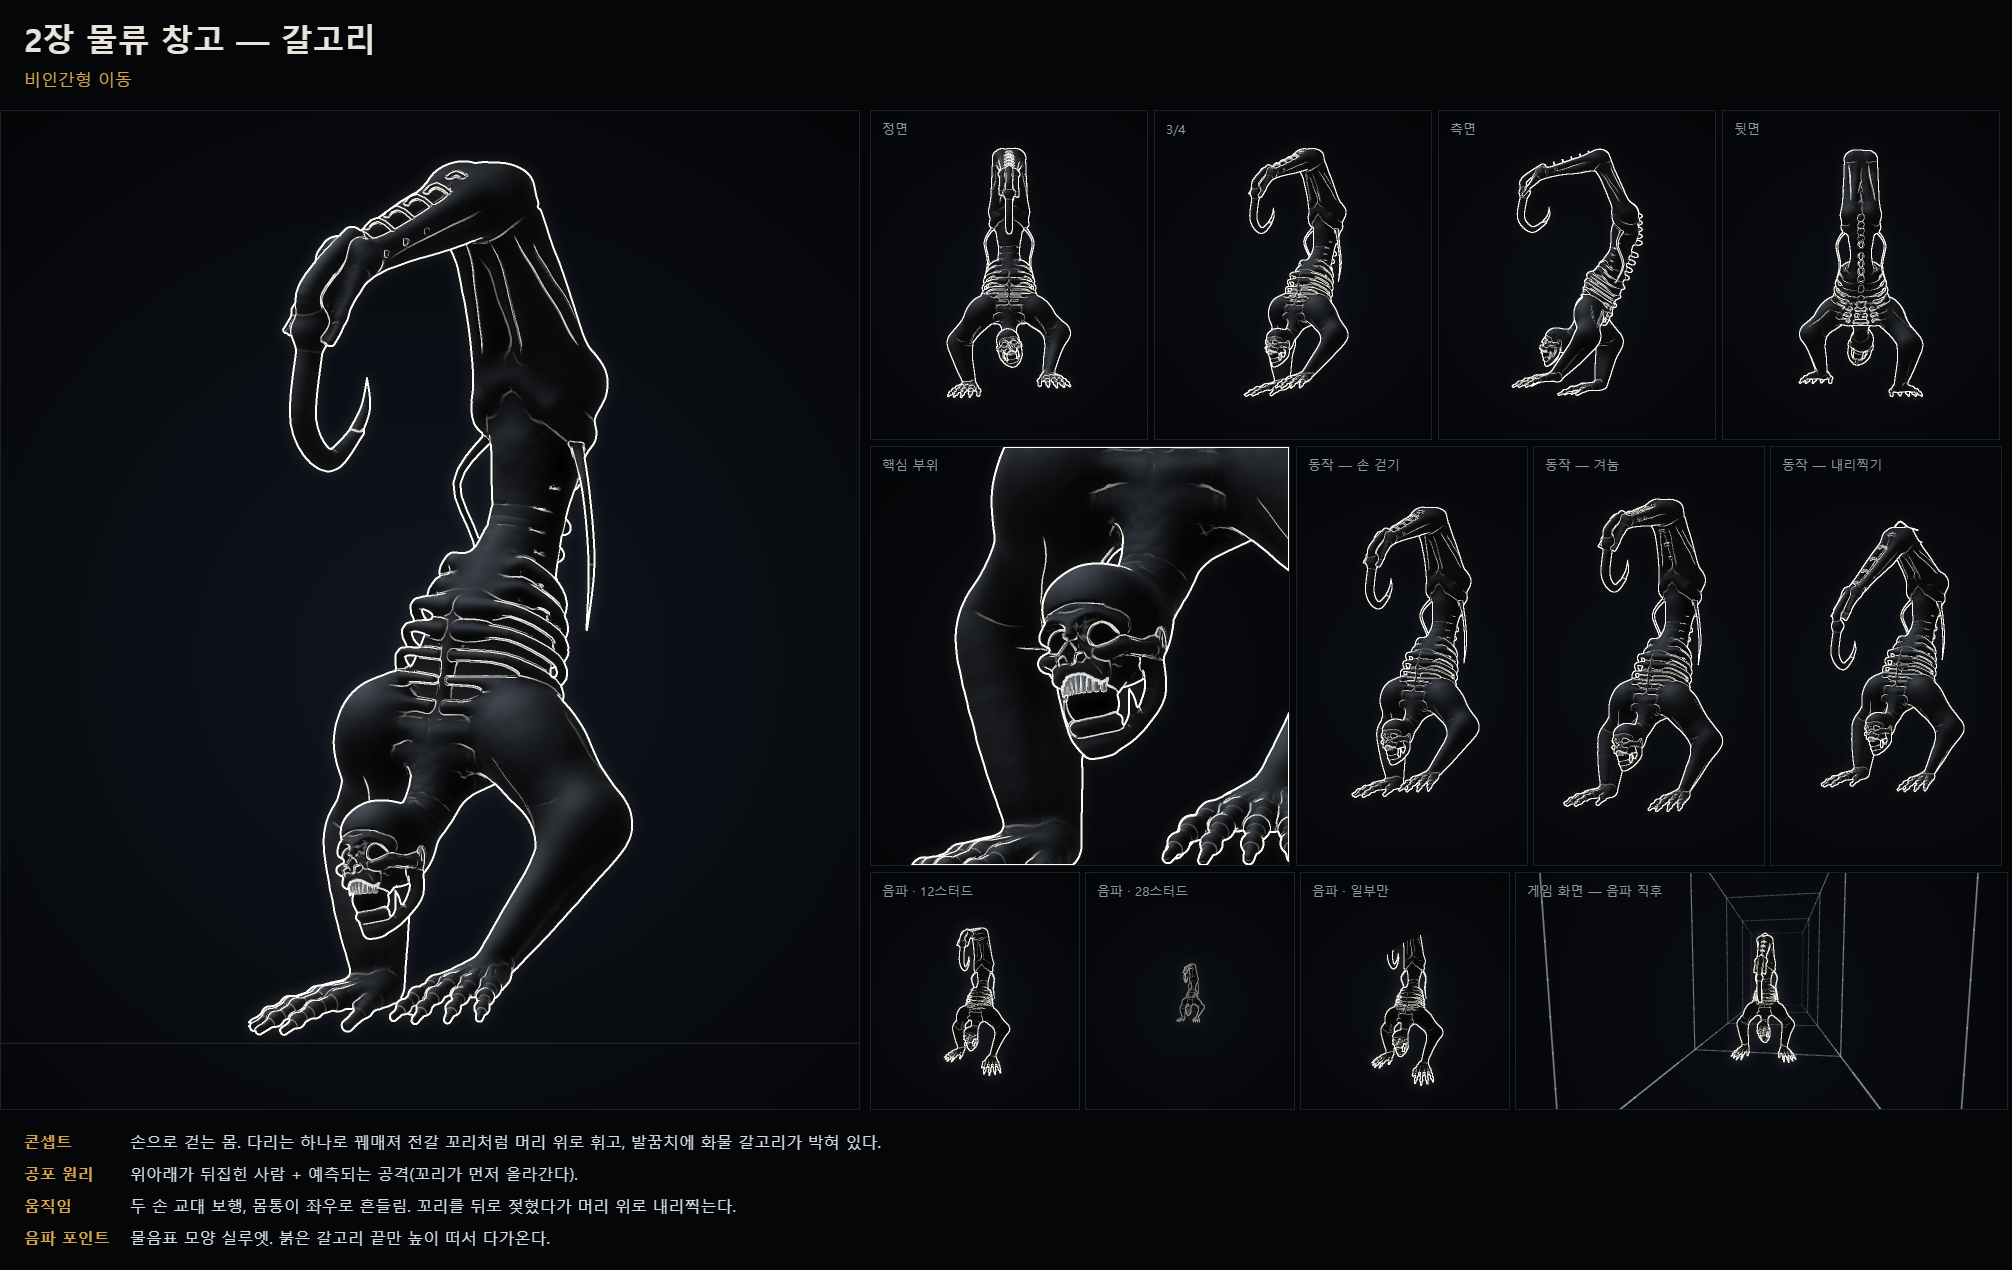 2장 물류 창고 — 갈고리
비인간형 이동
정면
3/4
측면
뒷면
핵심 부위
동작 — 손 걷기
동작 — 겨눔
동작 — 내리찍기
음파 · 12스터드
음파 · 28스터드
음파 · 일부만
게임 화면 — 음파 직후
콘셉트 손으로 걷는 몸. 다리는 하나로 꿰매져 전갈 꼬리처럼 머리 위로 휘고, 발꿈치에 화물 갈고리가 박혀 있다.
공포 원리 위아래가 뒤집힌 사람 + 예측되는 공격(꼬리가 먼저 올라간다).
움직임 두 손 교대 보행, 몸통이 좌우로 흔들림. 꼬리를 뒤로 젖혔다가 머리 위로 내리찍는다.
음파 포인트 물음표 모양 실루엣. 붉은 갈고리 끝만 높이 떠서 다가온다.